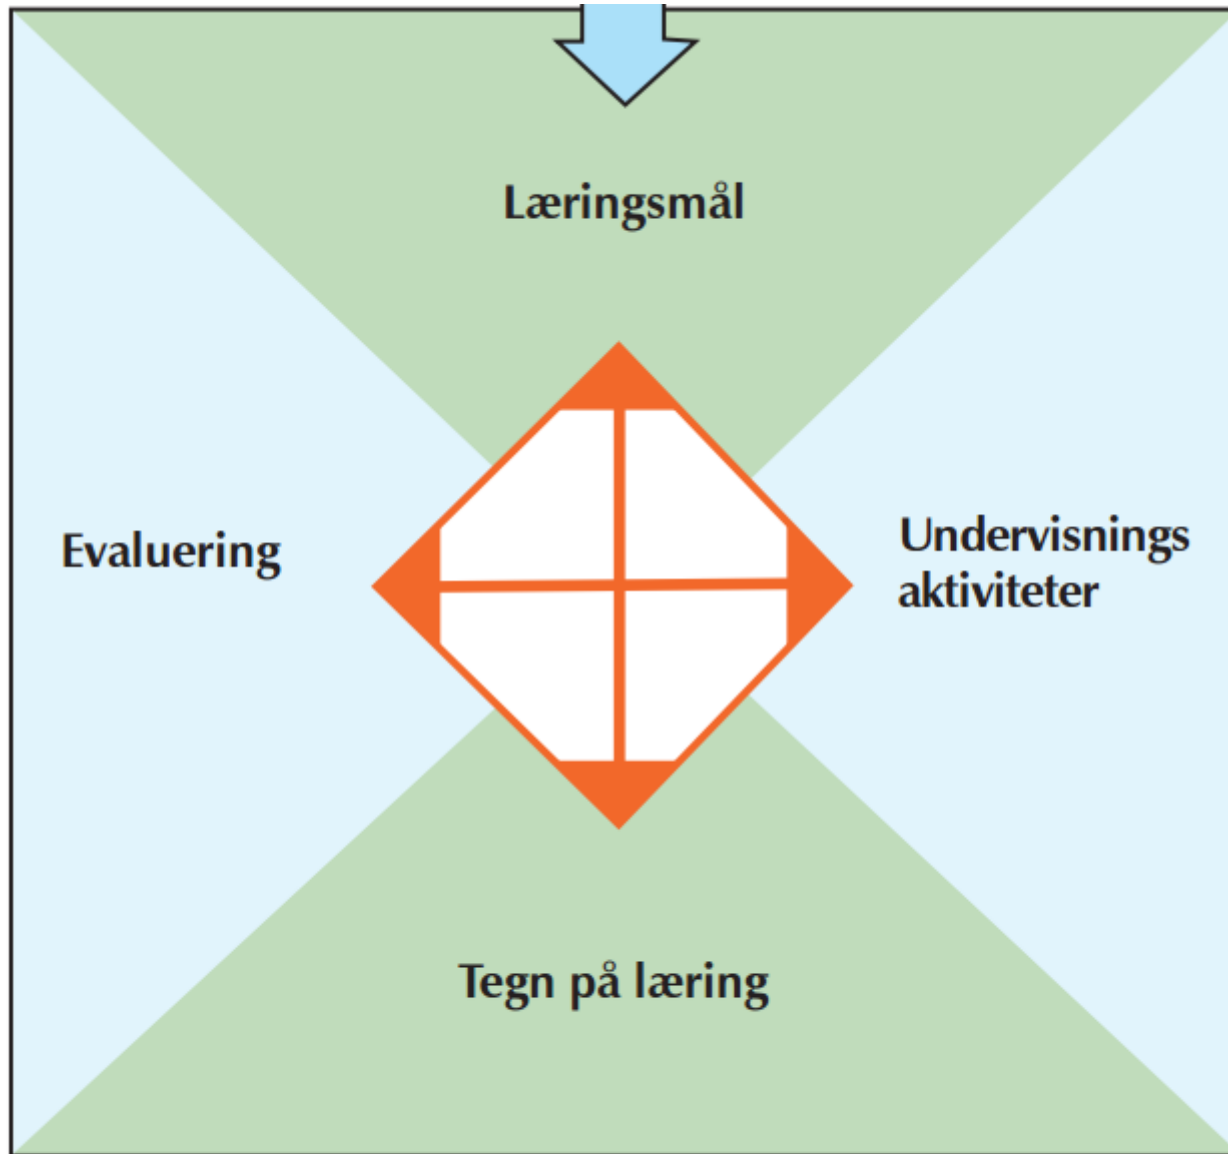 Læringsmål
Evaluering
Undervisnings
aktiviteter
Tegn på læring